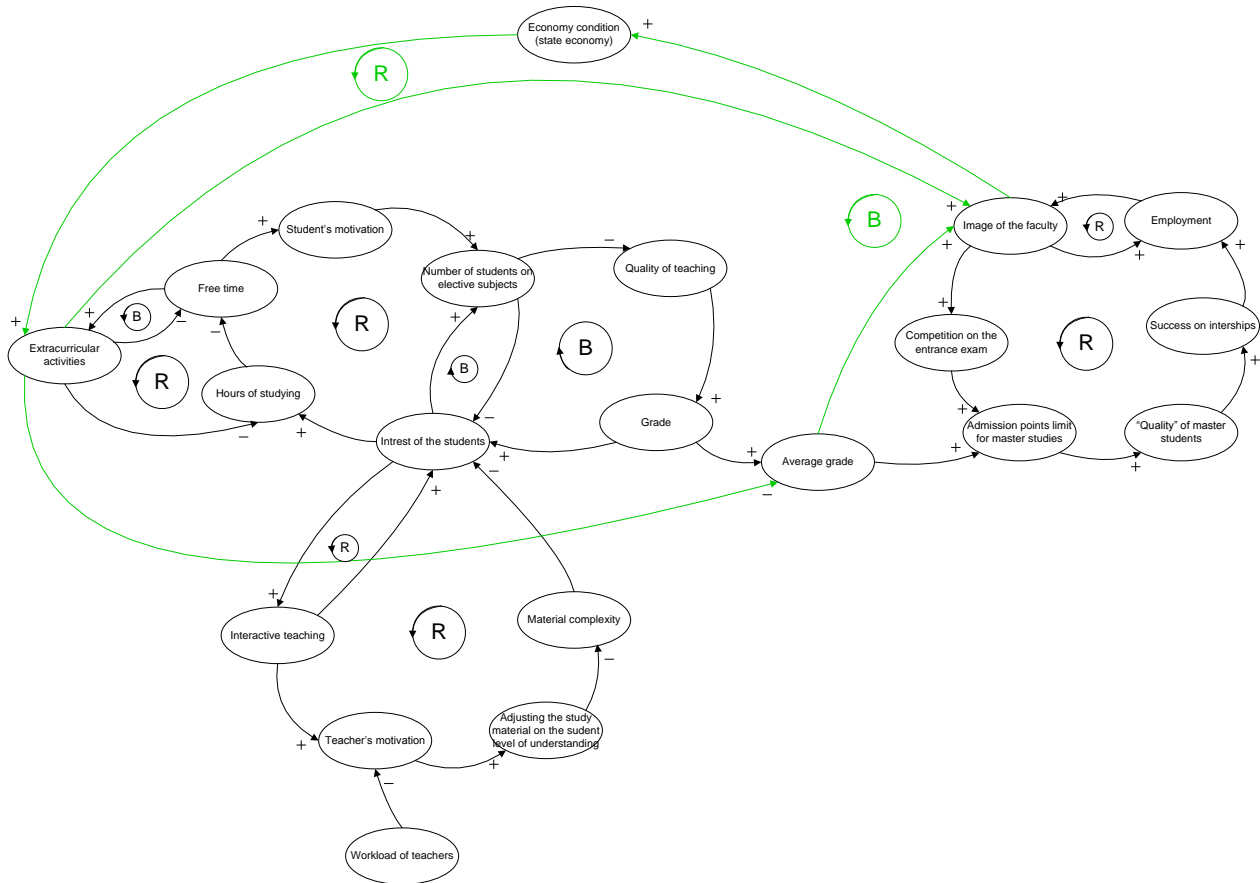 Economy condition
(state economy)
+
R
+
+
+
B
Image of the faculty
+
Employment
+
R
+
Student's motivation
+
+
Number of students on
elective subjects
−
Quality of teaching
Free time
+
B
−
−
+
Extracurricular
activities
R
R
+
B
B
+
Competition on the
entrance exam
R
Success on interships
+
+
Hours of studying
−
+
−
Intrest of the students
+
−
+
Grade
+
+
Average grade
−
+
+
Admission points limit
for master studies
+
"Quality" of master
students
+
R
+
Interactive teaching
R
Material complexity
−
+
Teacher's motivation
+
Adjusting the study
material on the sudent
level of understanding
−
Workload of teachers